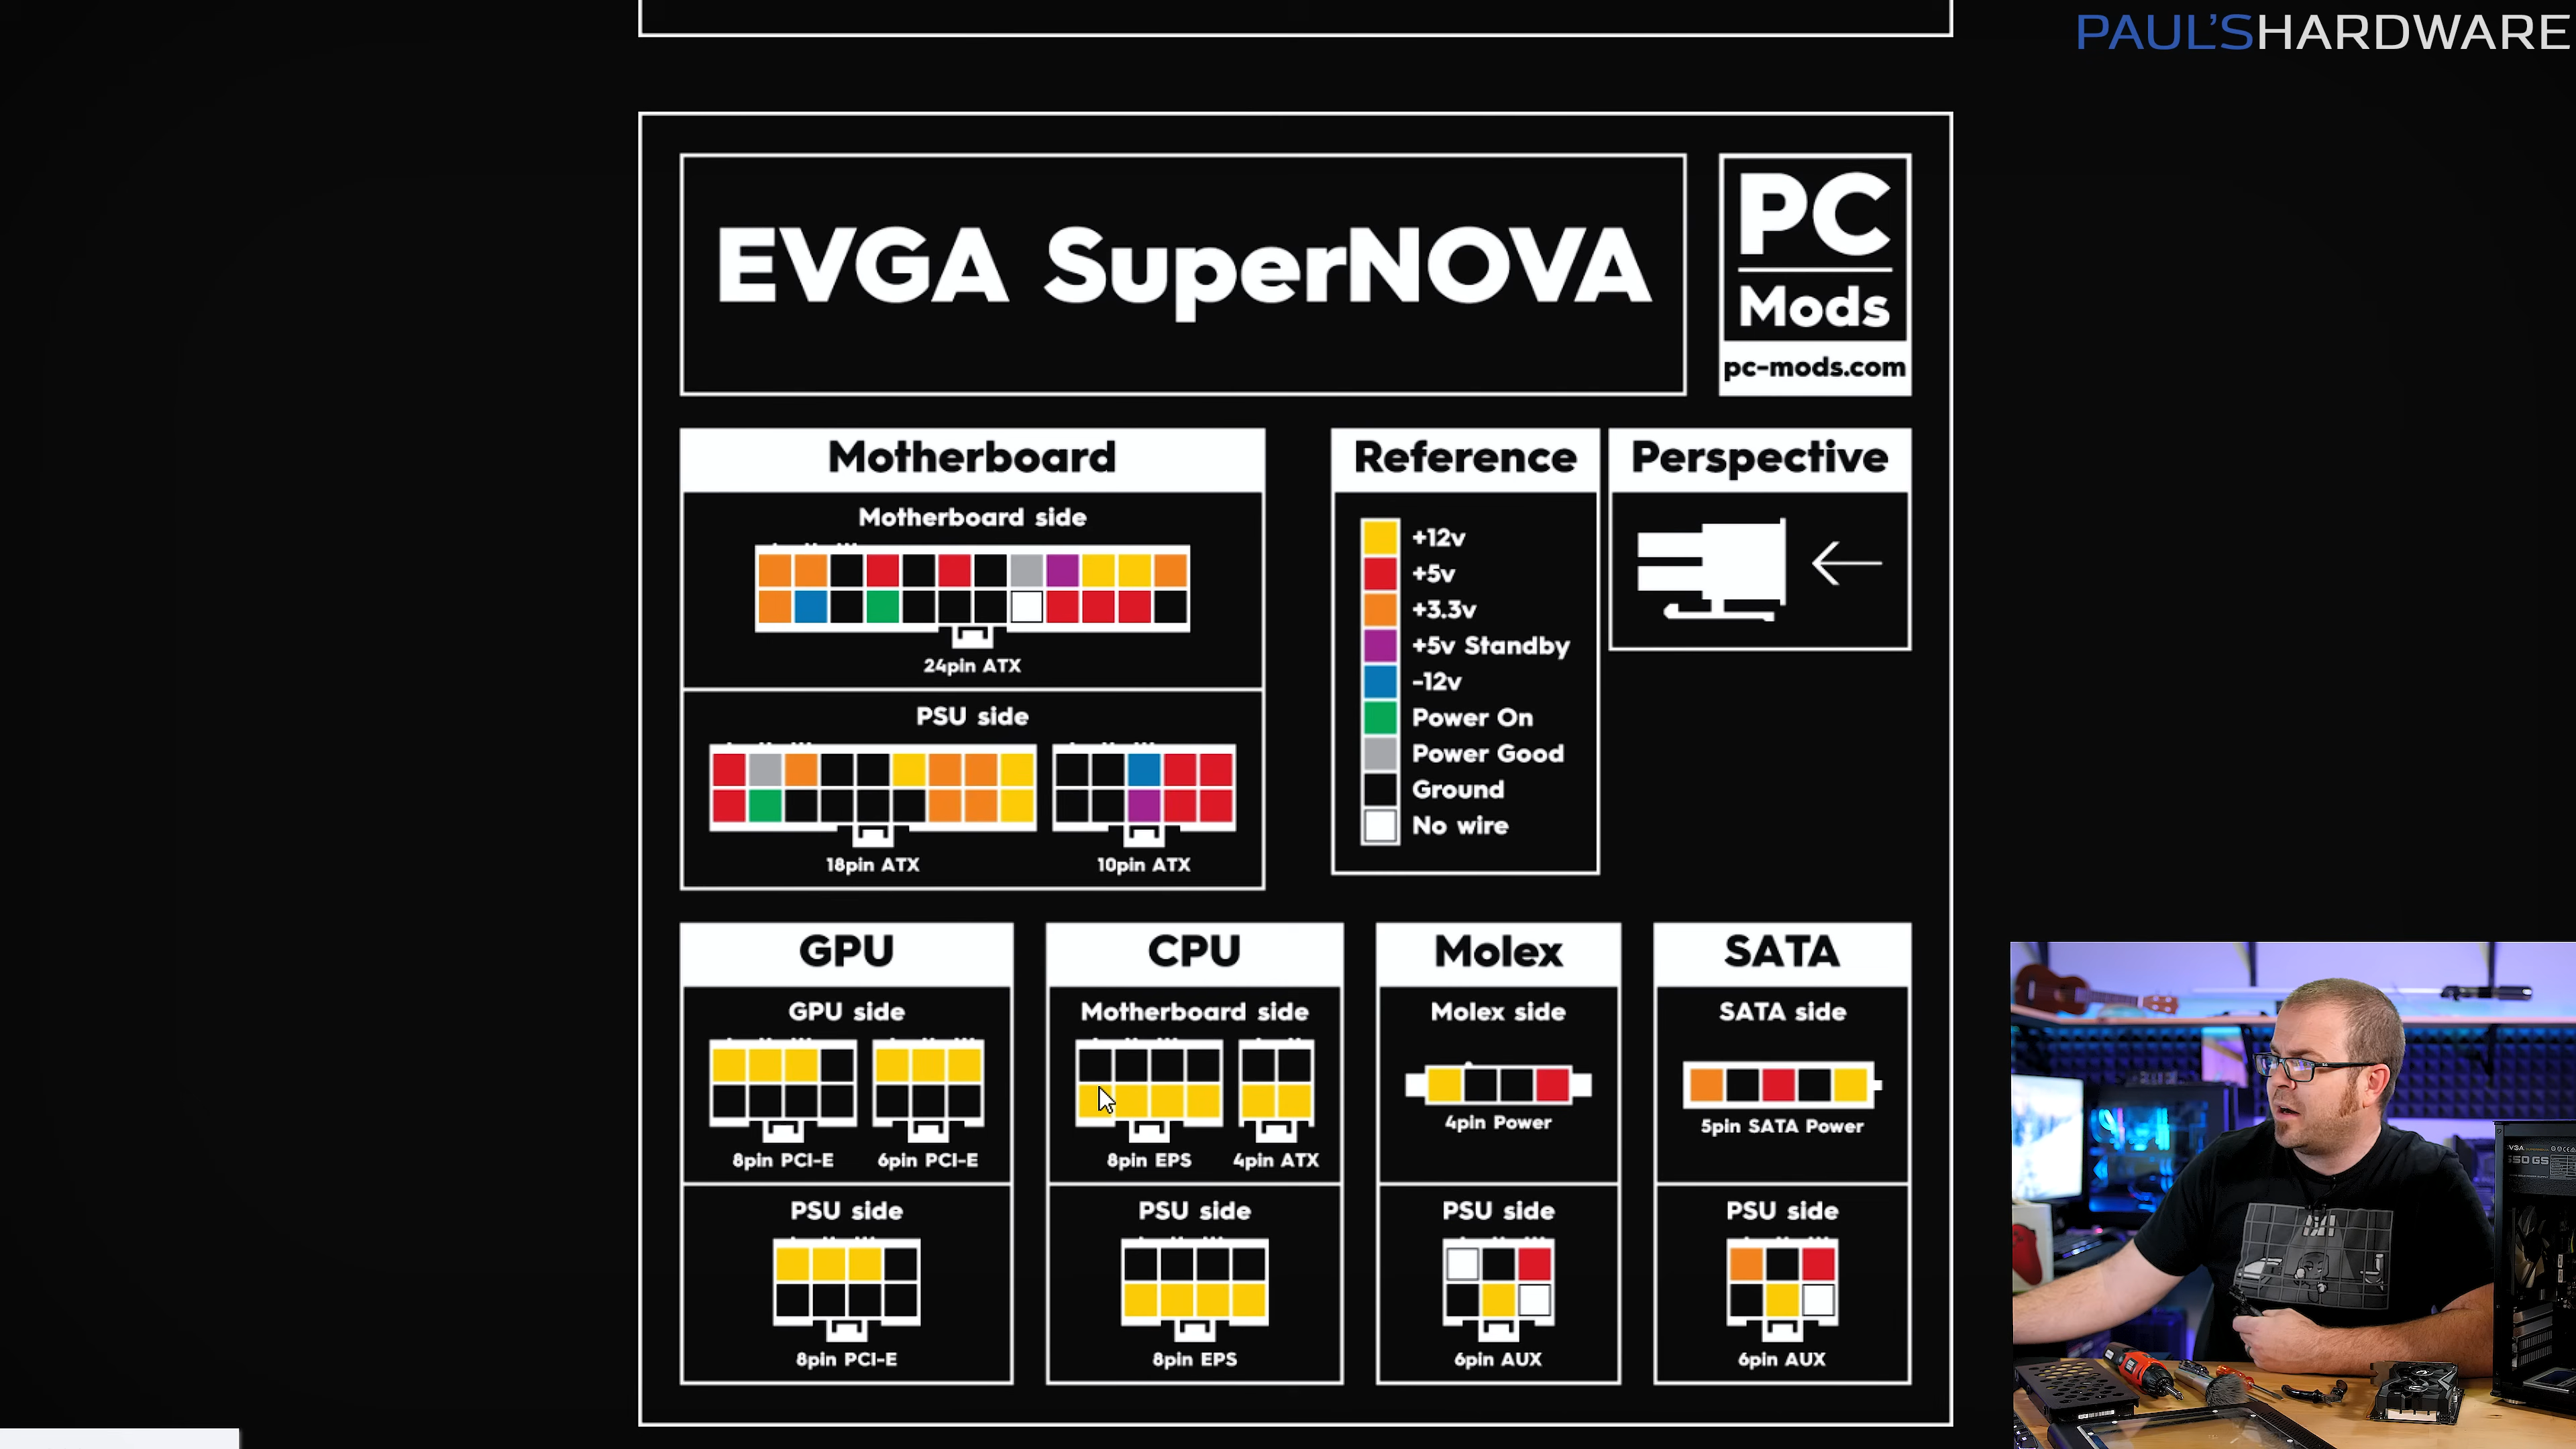 PAUL'SHARDWARE
EVGA SuperNOVA
PC
Mods
pc-mods.com
Motherboard
Motherboard side
24pin ATX
PSU side
18pin ATX
10pin ATX
Reference
+12v
+5v
+3.3v
+5v Standby
-12v
Power On
Power Good
Ground
No wire
Perspective
GPU
GPU side
8pin PCI-E
6pin PCI-E
PSU side
8pin PCI-E
CPU
Motherboard side
8pin EPS
4pin ATX
PSU side
8pin EPS
Molex
Molex side
4pin Power
PSU side
6pin AUX
SATA
SATA side
5pin SATA Power
PSU side
6pin AUX
EVGA